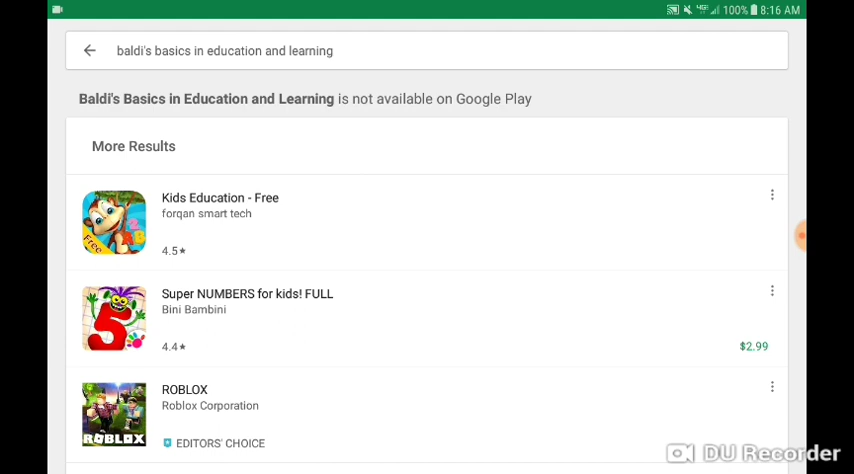 4G 100% 8:16 AM
baldi's basics in education and learning
Baldi's Basics in Education and Learning is not available on Google Play
More Results
Kids Education - Free
forqan smart tech
Free
4.5★
Super NUMBERS for kids! FULL
Bini Bambini
5
4.4★
$2.99
ROBLOX
Roblox Corporation
ROBLOX
EDITORS' CHOICE
DU Recorder